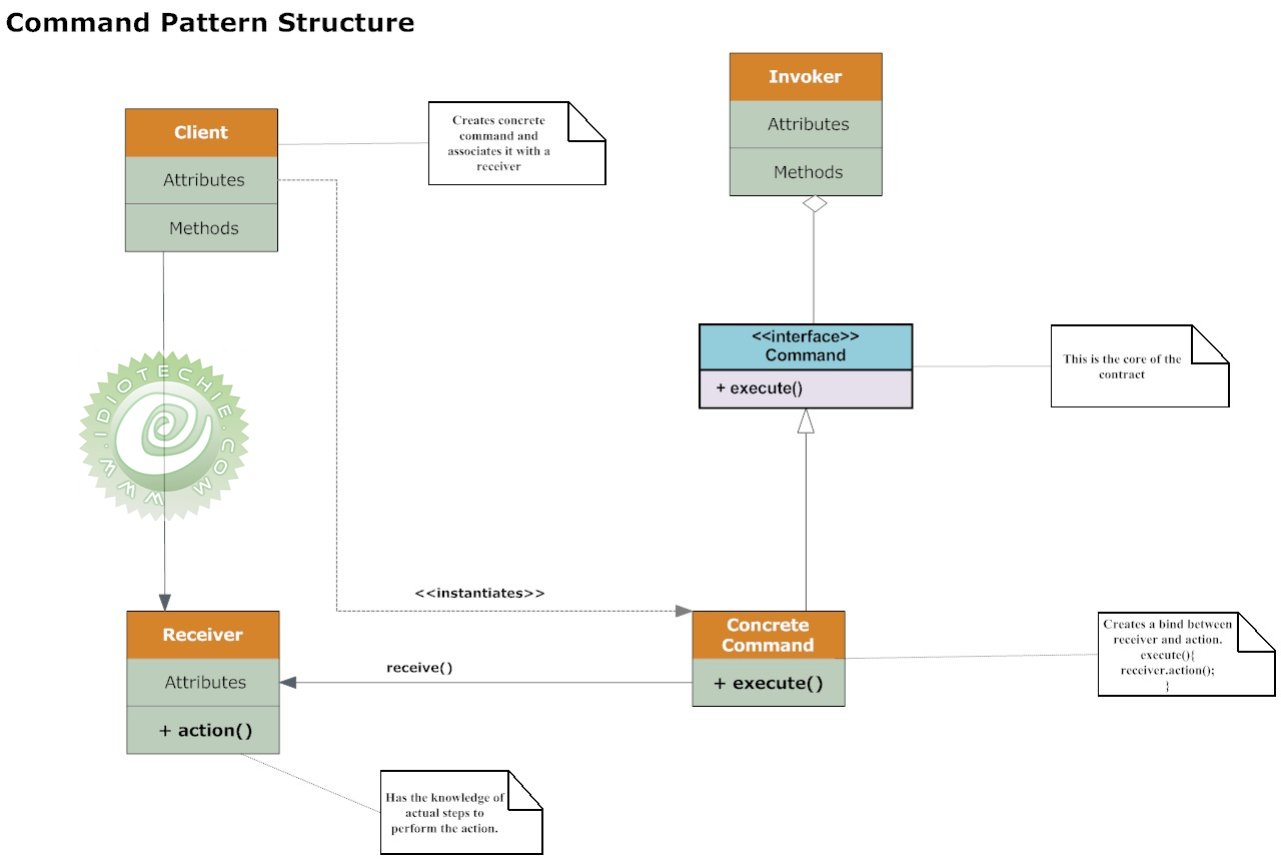 Command Pattern Structure
Invoker
Attributes
Methods
Client
Attributes
Methods
Creates concrete
command and
associates it with a
receiver
<<interface>>
Command
+ execute()
This is the core of the
contract
WWW.IDIOTECHIE.COM
<<instantiates>>
Receiver
Attributes
+ action()
receive()
Concrete
Command
+ execute()
Creates a bind between
receiver and action.
execute(){
receiver.action();
}
Has the knowledge of
actual steps to
perform the action.